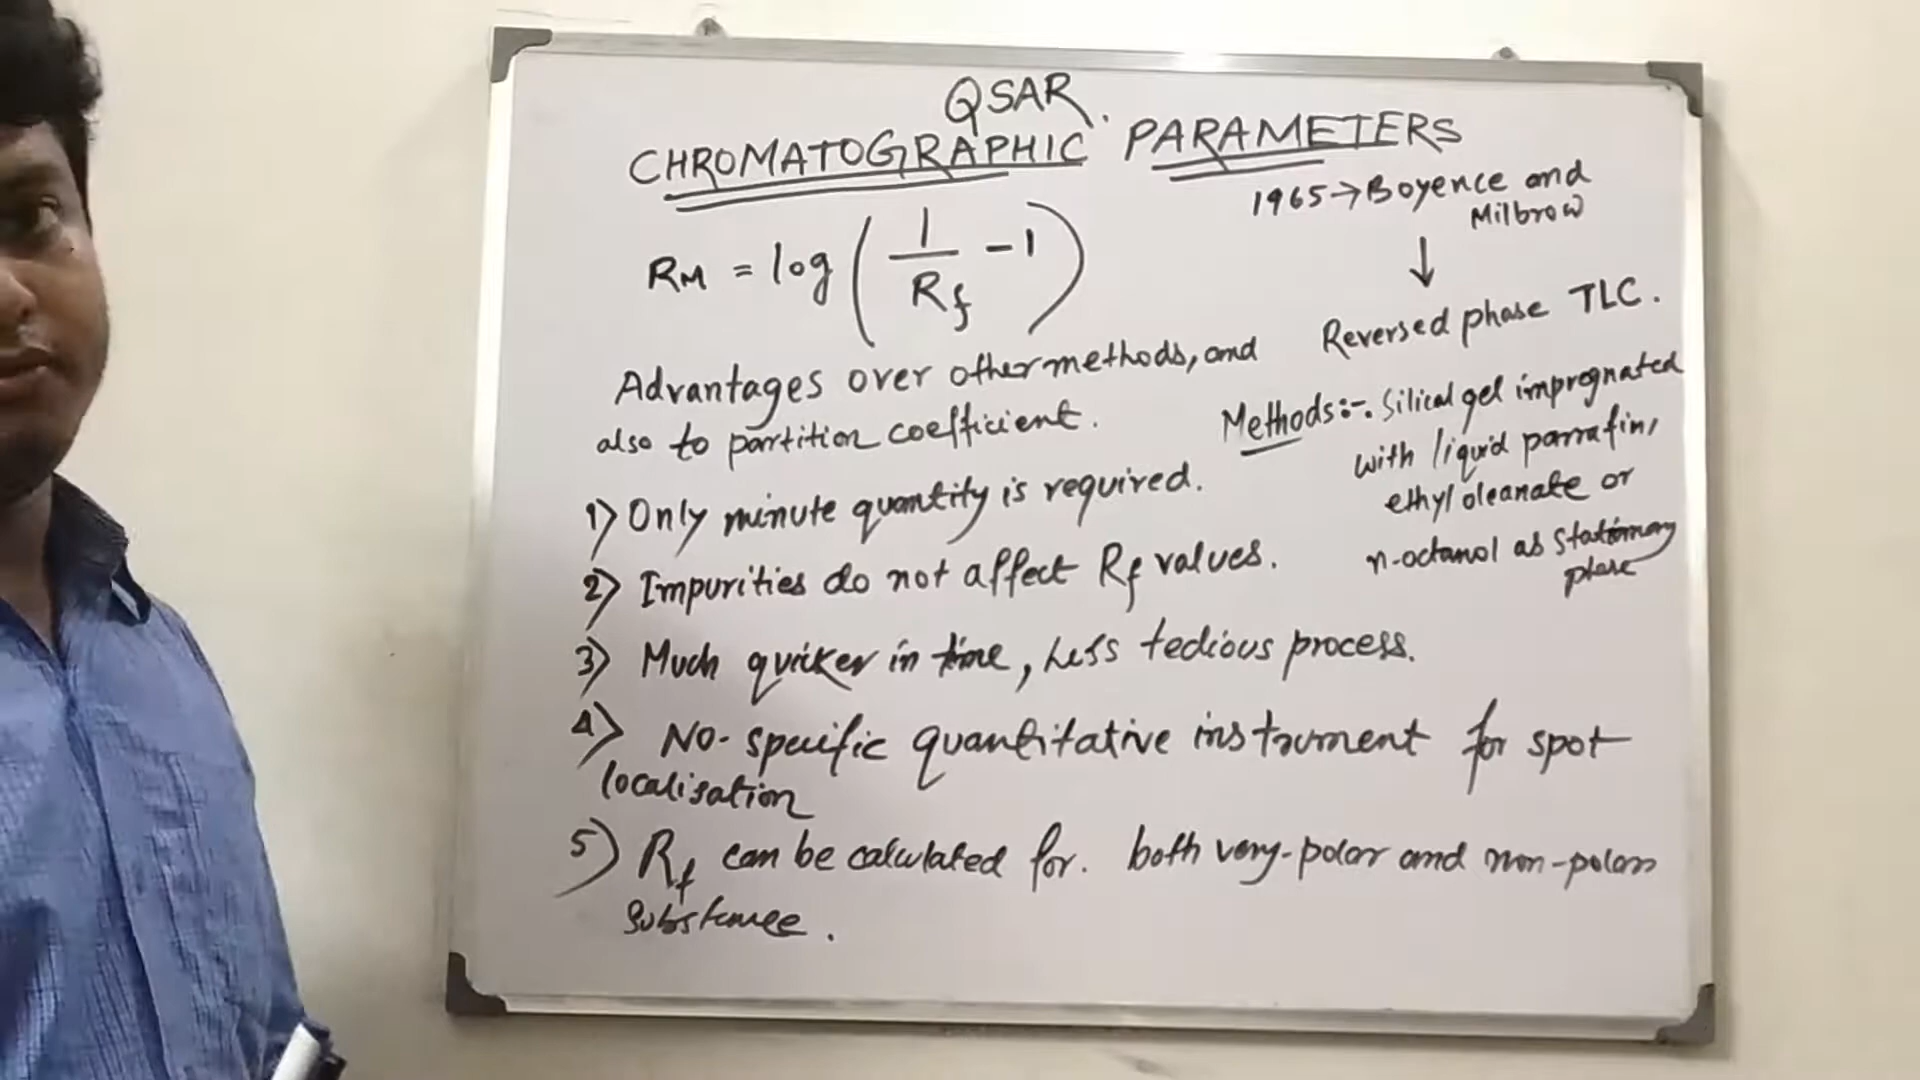 QSAR.
CHROMATOGRAPHIC PARAMETERS
RM = log (1/Rf - 1)
1965 → Boyence and
Milbrow
↓
Reversed phase TLC.
Methods:-. Silical gel impregnated
with liquid parrafin,
ethyl oleanate or
n-octanol as stationary
phase
Advantages over other methods, and
also to partition coefficient.
1) Only minute quantity is required.
2) Impurities do not affect Rf values.
3) Much quicker in time, Less tedious process.
4) No- specific quantitative instrument for spot
localisation
5) Rf can be calculated for. both very-polar and non-polar
substance.